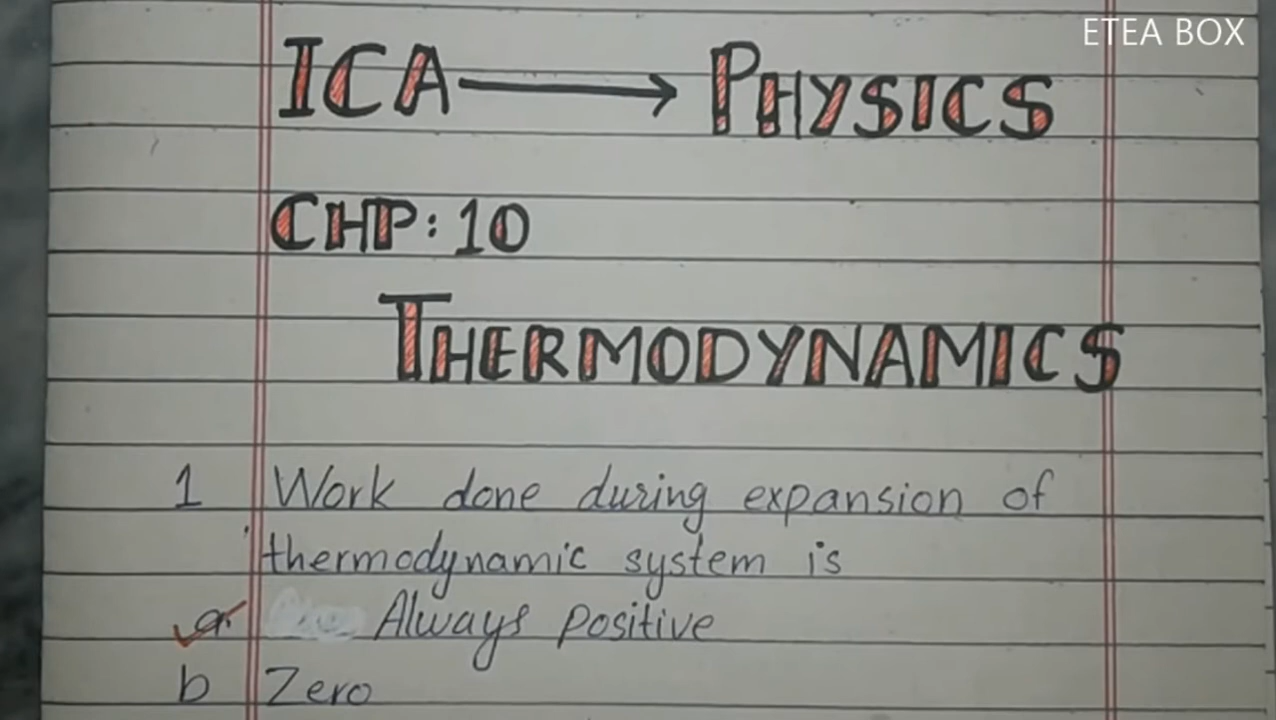 ETEA BOX
ICA → PHYSICS
CHP: 10
THERMODYNAMICS
1 Work done during expansion of
thermodynamic system is
a. Always positive
b Zero